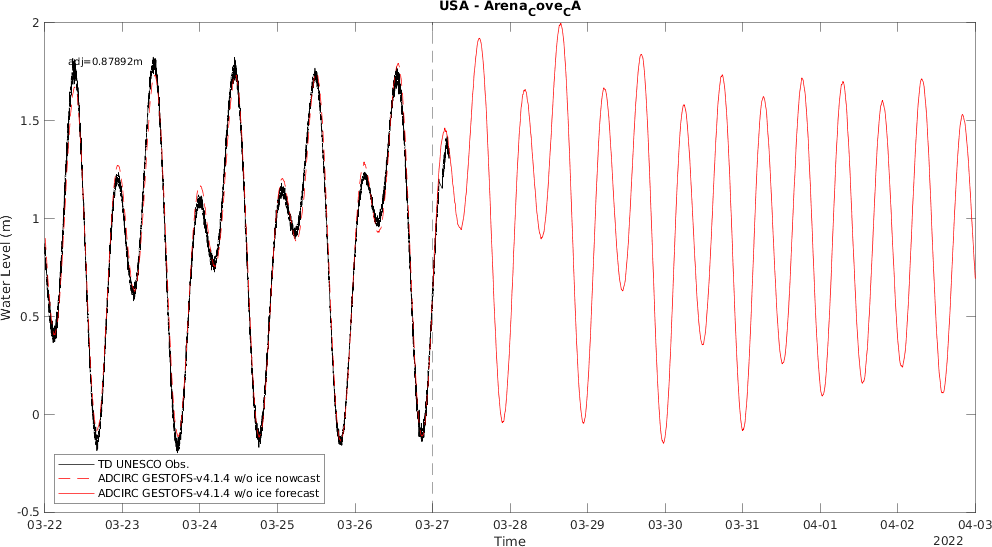 USA - ArenaCoveCA
2
adj=0.87892m
1.5
1
0.5
0
-0.5
Water Level (m)
TD UNESCO Obs.
ADCIRC GESTOFS-v4.1.4 w/o ice nowcast
ADCIRC GESTOFS-v4.1.4 w/o ice forecast
03-22 03-23 03-24 03-25 03-26 03-27 03-28 03-29 03-30 03-31 04-01 04-02 04-03
Time
2022